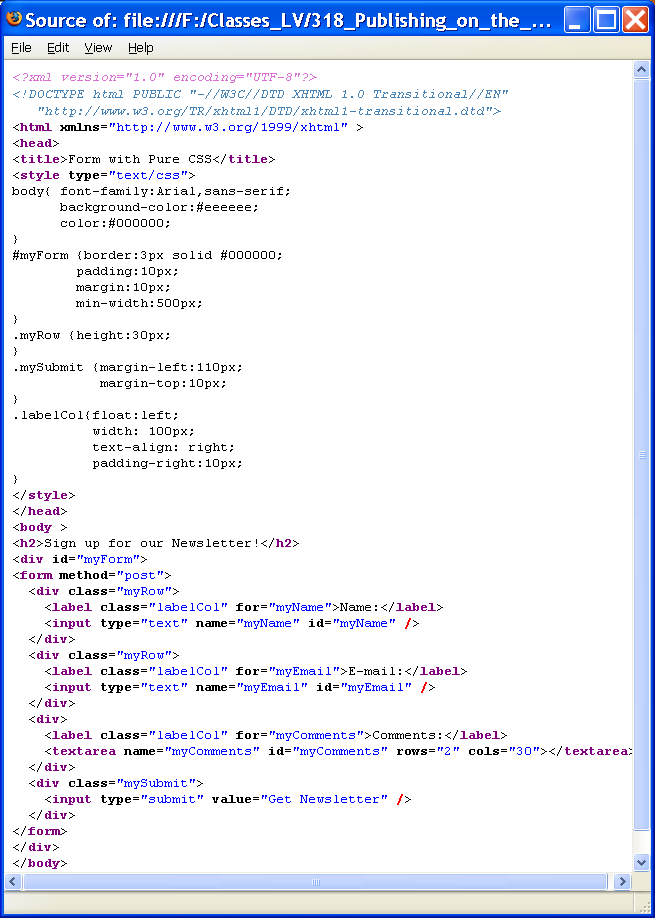 Source of: file:///F:/Classes_LV/318_Publishing_on_the_...
File Edit View Help
<?xml version="1.0" encoding="UTF-8"?>
<!DOCTYPE html PUBLIC "-//W3C//DTD XHTML 1.0 Transitional//EN"
   "http://www.w3.org/TR/xhtml1/DTD/xhtml1-transitional.dtd">
<html xmlns="http://www.w3.org/1999/xhtml" >
<head>
<title>Form with Pure CSS</title>
<style type="text/css">
body{ font-family:Arial,sans-serif;
      background-color:#eeeeee;
      color:#000000;
}
#myForm {border:3px solid #000000;
        padding:10px;
        margin:10px;
        min-width:500px;
}
.myRow {height:30px;
}
.mySubmit {margin-left:110px;
           margin-top:10px;
}
.labelCol{float:left;
          width: 100px;
          text-align: right;
          padding-right:10px;
}
</style>
</head>
<body >
<h2>Sign up for our Newsletter!</h2>
<div id="myForm">
<form method="post">
  <div class="myRow">
    <label class="labelCol" for="myName">Name:</label>
    <input type="text" name="myName" id="myName" />
  </div>
  <div class="myRow">
    <label class="labelCol" for="myEmail">E-mail:</label>
    <input type="text" name="myEmail" id="myEmail" />
  </div>
  <div>
    <label class="labelCol" for="myComments">Comments:</label>
    <textarea name="myComments" id="myComments" rows="2" cols="30"></textarea>
  </div>
  <div class="mySubmit">
    <input type="submit" value="Get Newsletter" />
  </div>
</form>
</div>
</body>